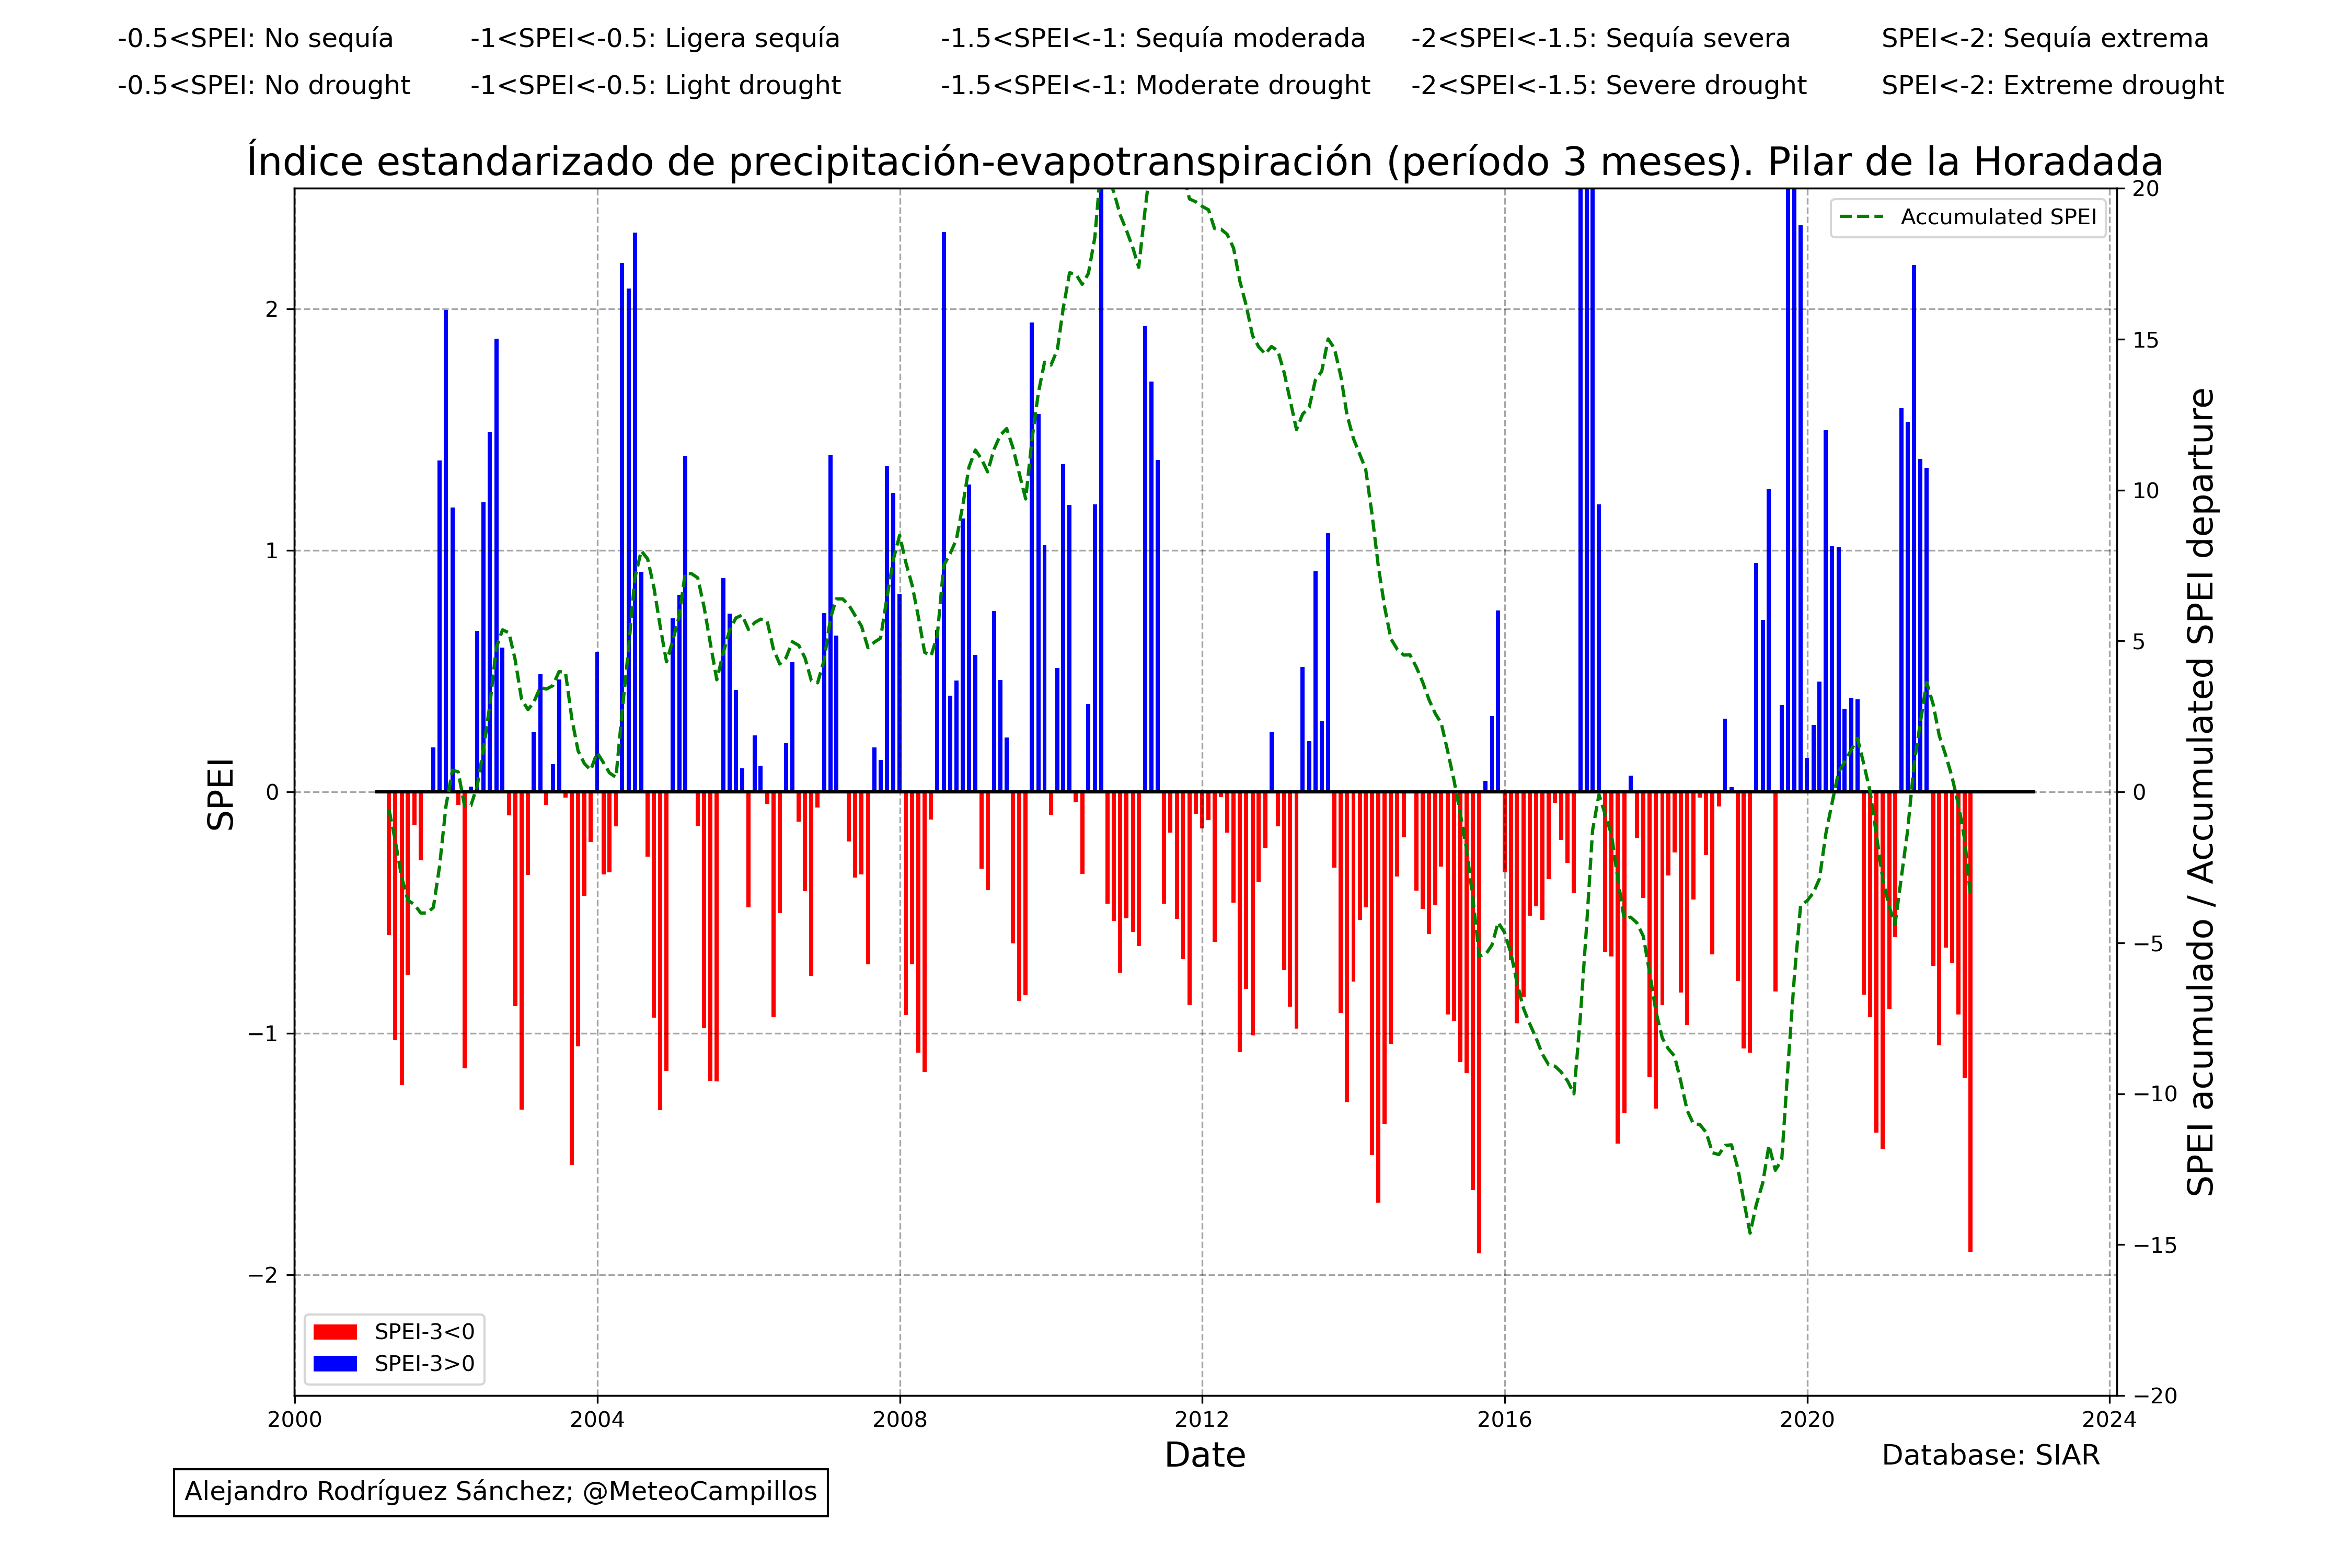 -0.5<SPEI: No sequía -1<SPEI<-0.5: Ligera sequía -1.5<SPEI<-1: Sequía moderada -2<SPEI<-1.5: Sequía severa SPEI<-2: Sequía extrema
-0.5<SPEI: No drought -1<SPEI<-0.5: Light drought -1.5<SPEI<-1: Moderate drought -2<SPEI<-1.5: Severe drought SPEI<-2: Extreme drought
Índice estandarizado de precipitación-evapotranspiración (período 3 meses). Pilar de la Horadada
Accumulated SPEI
SPEI
2
1
0
−1
−2
20
15
10
5
0
−5
−10
−15
−20
SPEI acumulado / Accumulated SPEI departure
SPEI-3<0
SPEI-3>0
2000 2004 2008 2012 2016 2020 2024
Date
Database: SIAR
Alejandro Rodríguez Sánchez; @MeteoCampillos